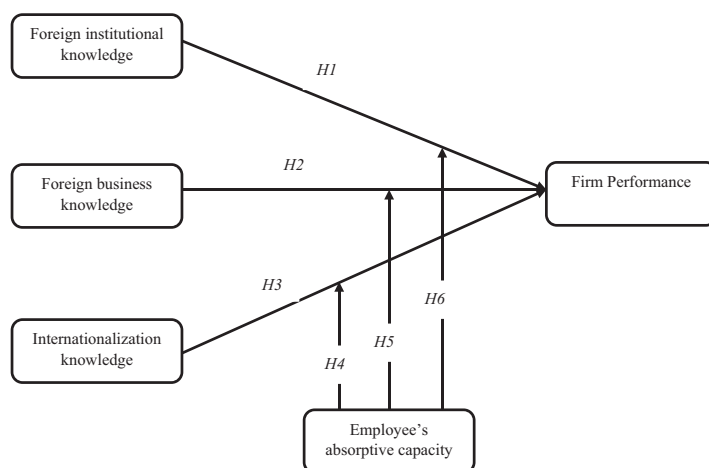 Foreign institutional
knowledge
H1
Foreign business
knowledge
H2
Firm Performance
Internationalization
knowledge
H3
H4
H5
H6
Employee’s
absorptive capacity